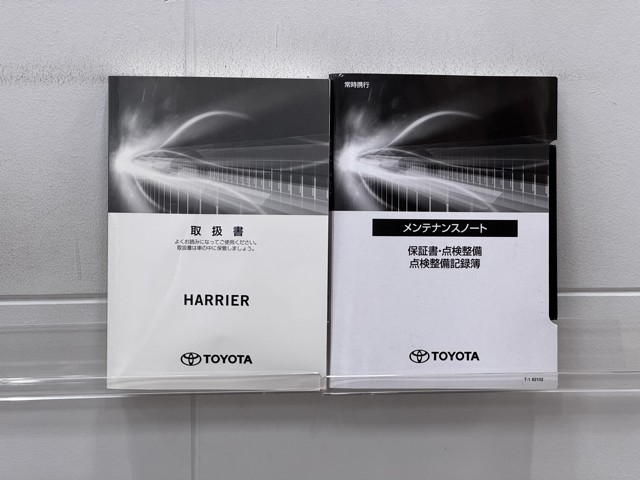 取扱書
よくお読みになってご使用ください。
取扱書は車の中に保管しましょう。
HARRIER
TOYOTA
常時携行
メンテナンスノート
保証書・点検整備
点検整備記録簿
TOYOTA